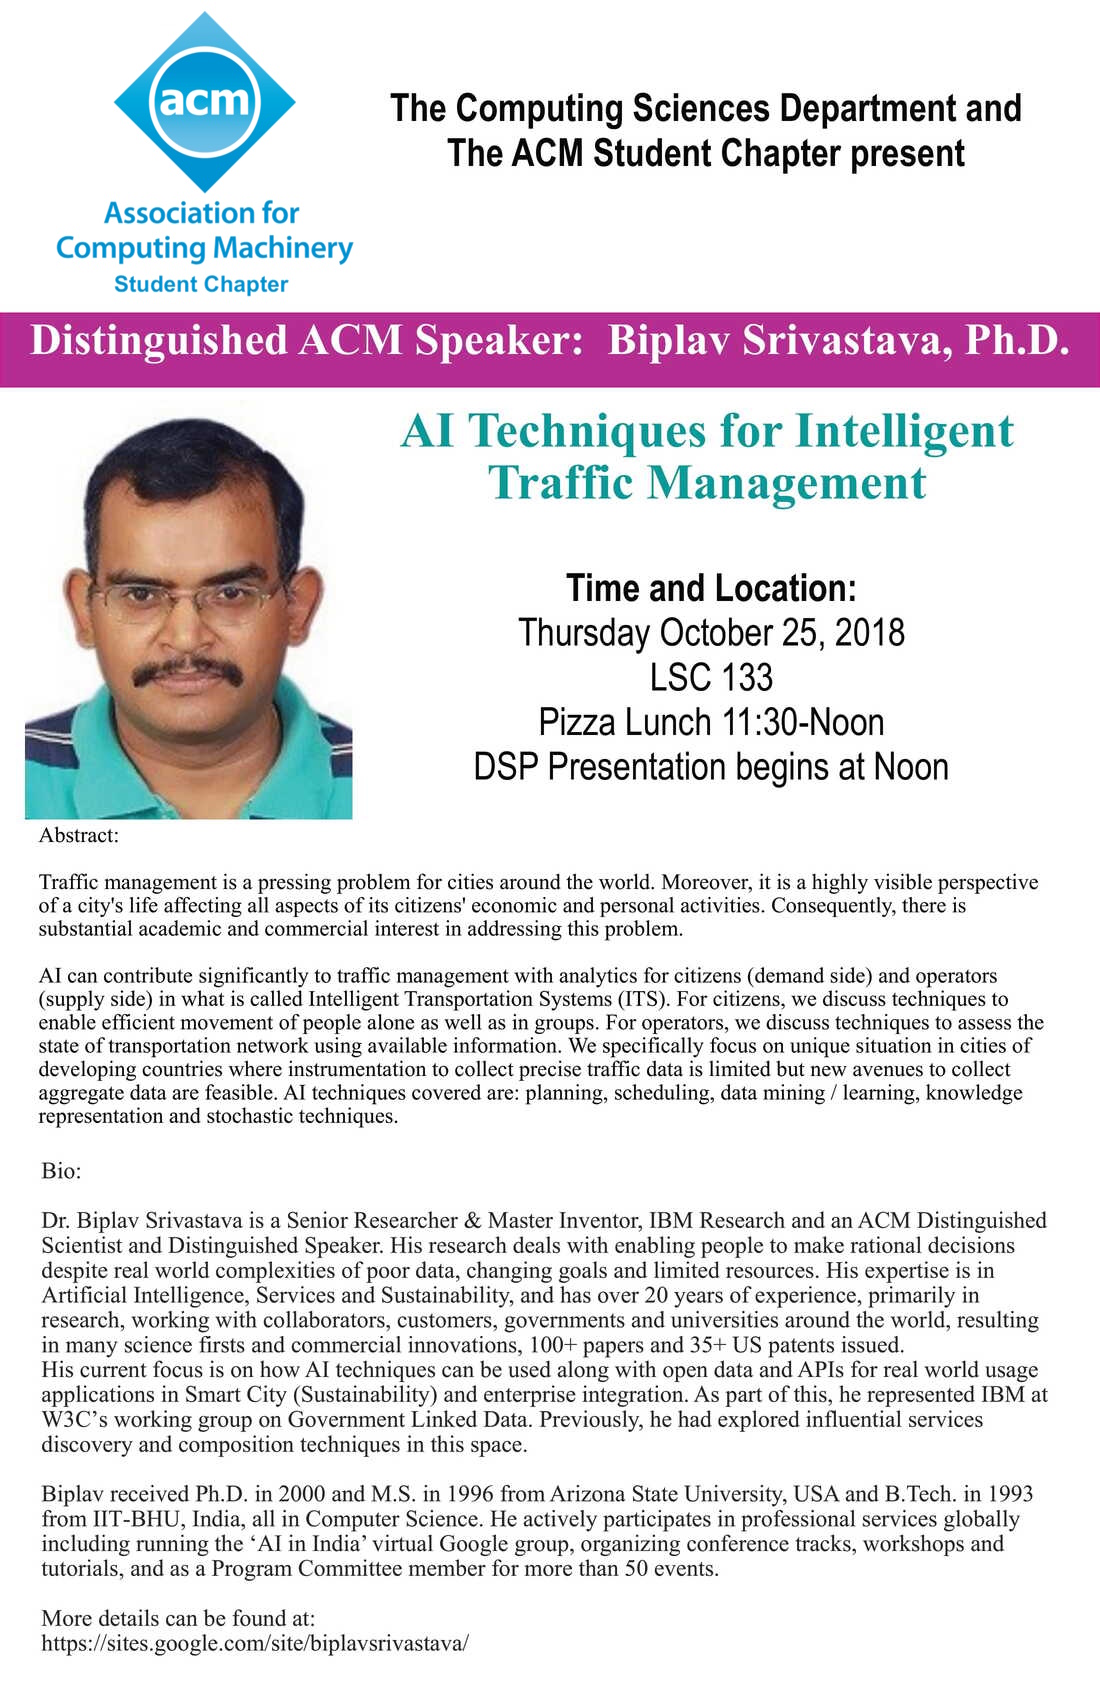 acm
Association for
Computing Machinery
Student Chapter
The Computing Sciences Department and
The ACM Student Chapter present
Distinguished ACM Speaker:  Biplav Srivastava, Ph.D.
AI Techniques for Intelligent
Traffic Management
Time and Location:
Thursday October 25, 2018
LSC 133
Pizza Lunch 11:30-Noon
DSP Presentation begins at Noon
Abstract:
Traffic management is a pressing problem for cities around the world. Moreover, it is a highly visible perspective
of a city's life affecting all aspects of its citizens' economic and personal activities. Consequently, there is
substantial academic and commercial interest in addressing this problem.
AI can contribute significantly to traffic management with analytics for citizens (demand side) and operators
(supply side) in what is called Intelligent Transportation Systems (ITS). For citizens, we discuss techniques to
enable efficient movement of people alone as well as in groups. For operators, we discuss techniques to assess the
state of transportation network using available information. We specifically focus on unique situation in cities of
developing countries where instrumentation to collect precise traffic data is limited but new avenues to collect
aggregate data are feasible. AI techniques covered are: planning, scheduling, data mining / learning, knowledge
representation and stochastic techniques.
Bio:
Dr. Biplav Srivastava is a Senior Researcher & Master Inventor, IBM Research and an ACM Distinguished
Scientist and Distinguished Speaker. His research deals with enabling people to make rational decisions
despite real world complexities of poor data, changing goals and limited resources. His expertise is in
Artificial Intelligence, Services and Sustainability, and has over 20 years of experience, primarily in
research, working with collaborators, customers, governments and universities around the world, resulting
in many science firsts and commercial innovations, 100+ papers and 35+ US patents issued.
His current focus is on how AI techniques can be used along with open data and APIs for real world usage
applications in Smart City (Sustainability) and enterprise integration. As part of this, he represented IBM at
W3C’s working group on Government Linked Data. Previously, he had explored influential services
discovery and composition techniques in this space.
Biplav received Ph.D. in 2000 and M.S. in 1996 from Arizona State University, USA and B.Tech. in 1993
from IIT-BHU, India, all in Computer Science. He actively participates in professional services globally
including running the ‘AI in India’ virtual Google group, organizing conference tracks, workshops and
tutorials, and as a Program Committee member for more than 50 events.
More details can be found at:
https://sites.google.com/site/biplavsrivastava/